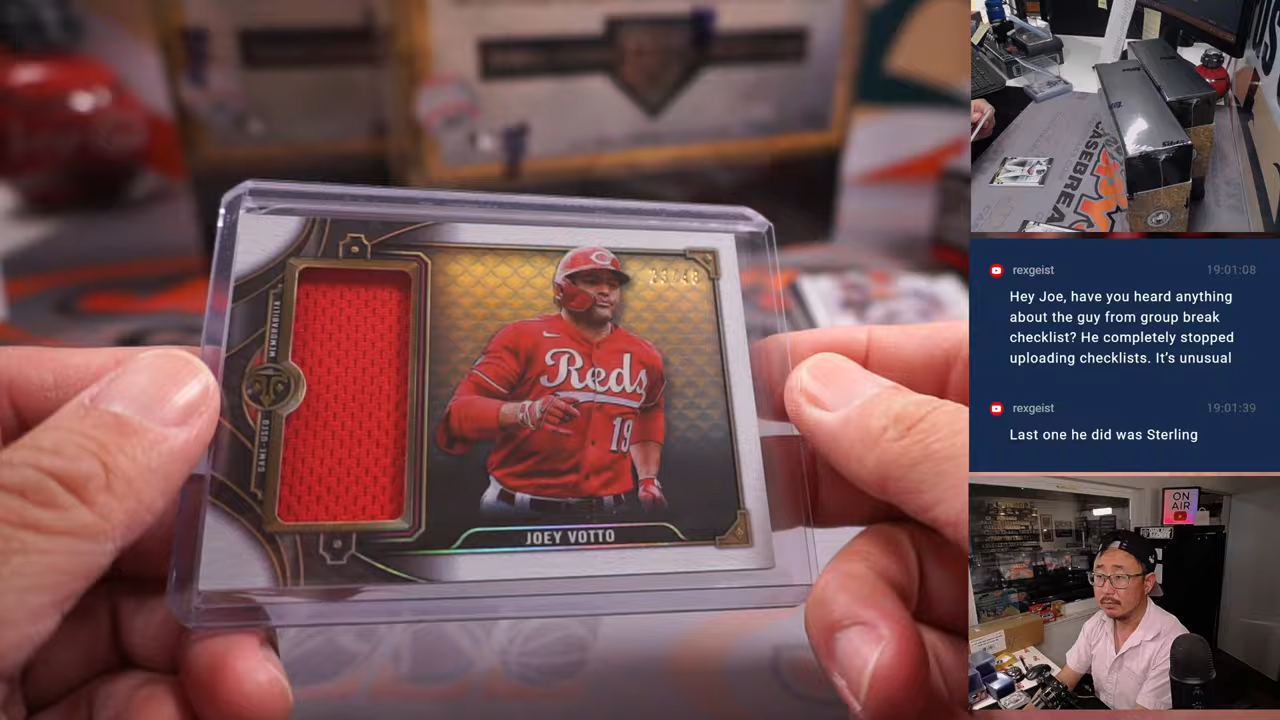 MEMORABILIA
GAME-USED
23/48
Reds
19
JOEY VOTTO
CASEBREA
rexgeist 19:01:08
Hey Joe, have you heard anything
about the guy from group break
checklist? He completely stopped
uploading checklists. It's unusual
rexgeist 19:01:39
Last one he did was Sterling
ON
AIR